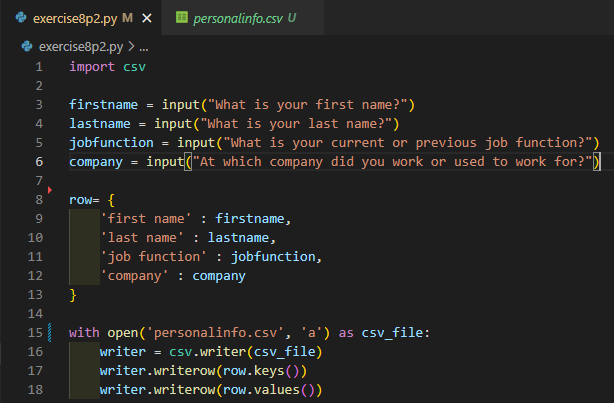 exercise8p2.py M × personalinfo.csv U
exercise8p2.py > ...
1 import csv
2
3 firstname = input("What is your first name?")
4 lastname = input("What is your last name?")
5 jobfunction = input("What is your current or previous job function?")
6 company = input("At which company did you work or used to work for?")
7
8 row= {
9     'first name' : firstname,
10     'last name' : lastname,
11     'job function' : jobfunction,
12     'company' : company
13 }
14
15 with open('personalinfo.csv', 'a') as csv_file:
16     writer = csv.writer(csv_file)
17     writer.writerow(row.keys())
18     writer.writerow(row.values())